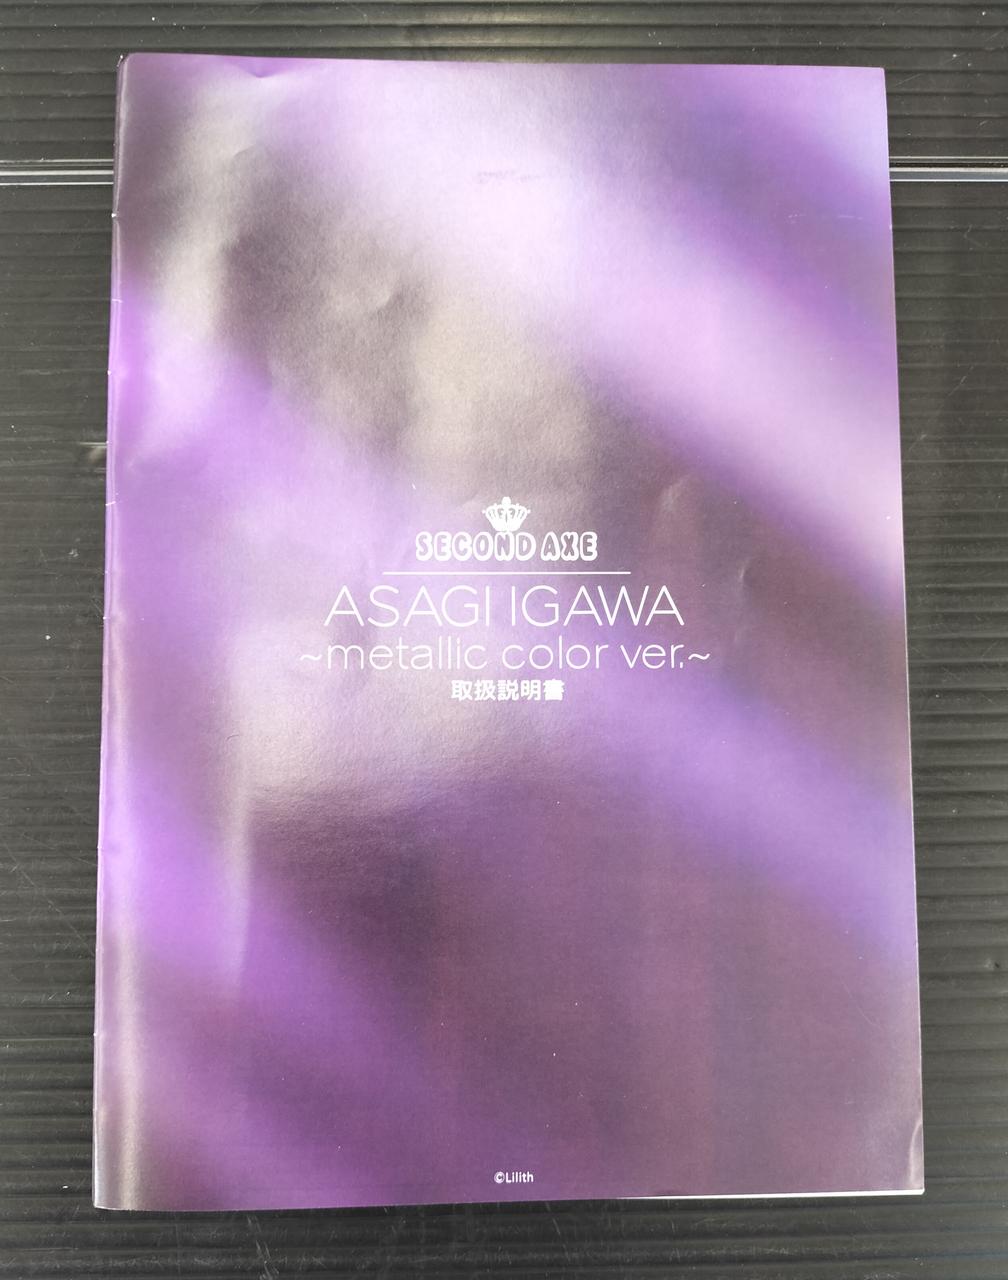 SECOND AXE
ASAGI IGAWA
~metallic color ver.~
取扱説明書
©Lilith